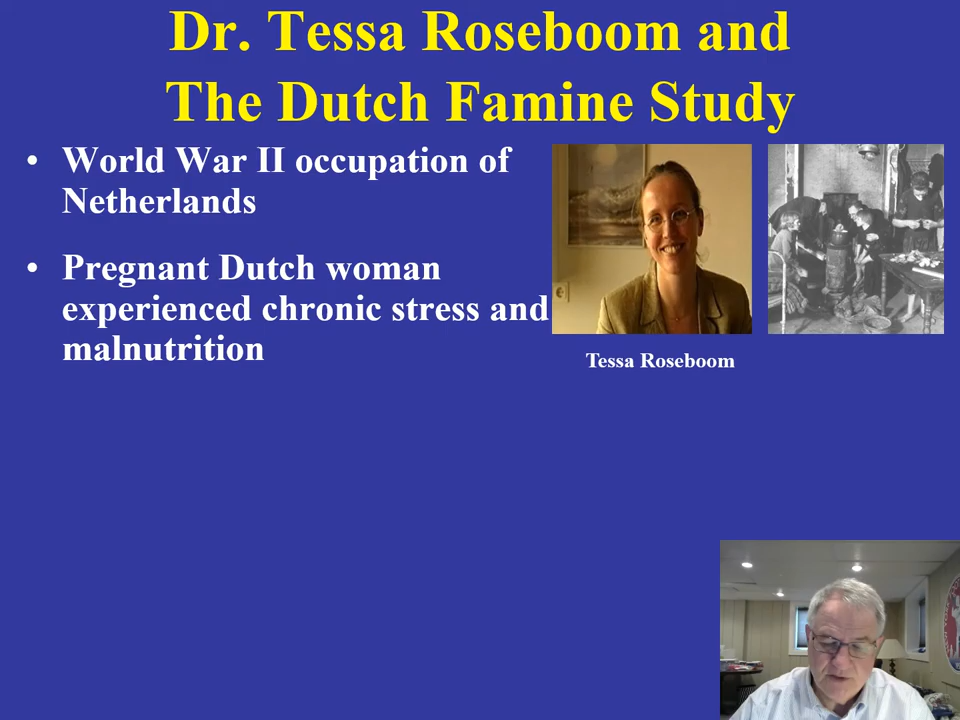 Dr. Tessa Roseboom and
The Dutch Famine Study
• World War II occupation of
Netherlands
• Pregnant Dutch woman
experienced chronic stress and
malnutrition
Tessa Roseboom